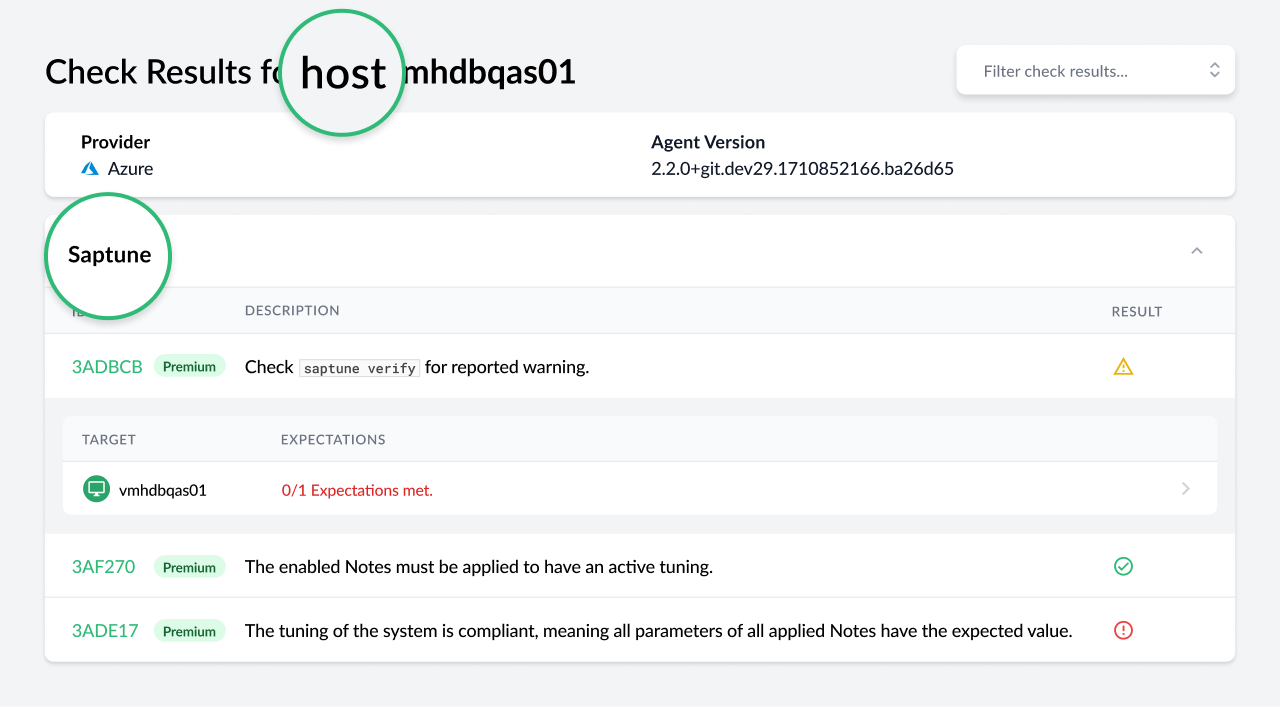 Check Results fo host mhdbqas01
Filter check results...
Provider
Agent Version
Azure
2.2.0+git.dev29.1710852166.ba26d65
Saptune
DESCRIPTION
RESULT
3ADBCB Premium Check saptune verify for reported warning.
TARGET EXPECTATIONS
vmhdbqas01 0/1 Expectations met.
3AF270 Premium The enabled Notes must be applied to have an active tuning.
3ADE17 Premium The tuning of the system is compliant, meaning all parameters of all applied Notes have the expected value.